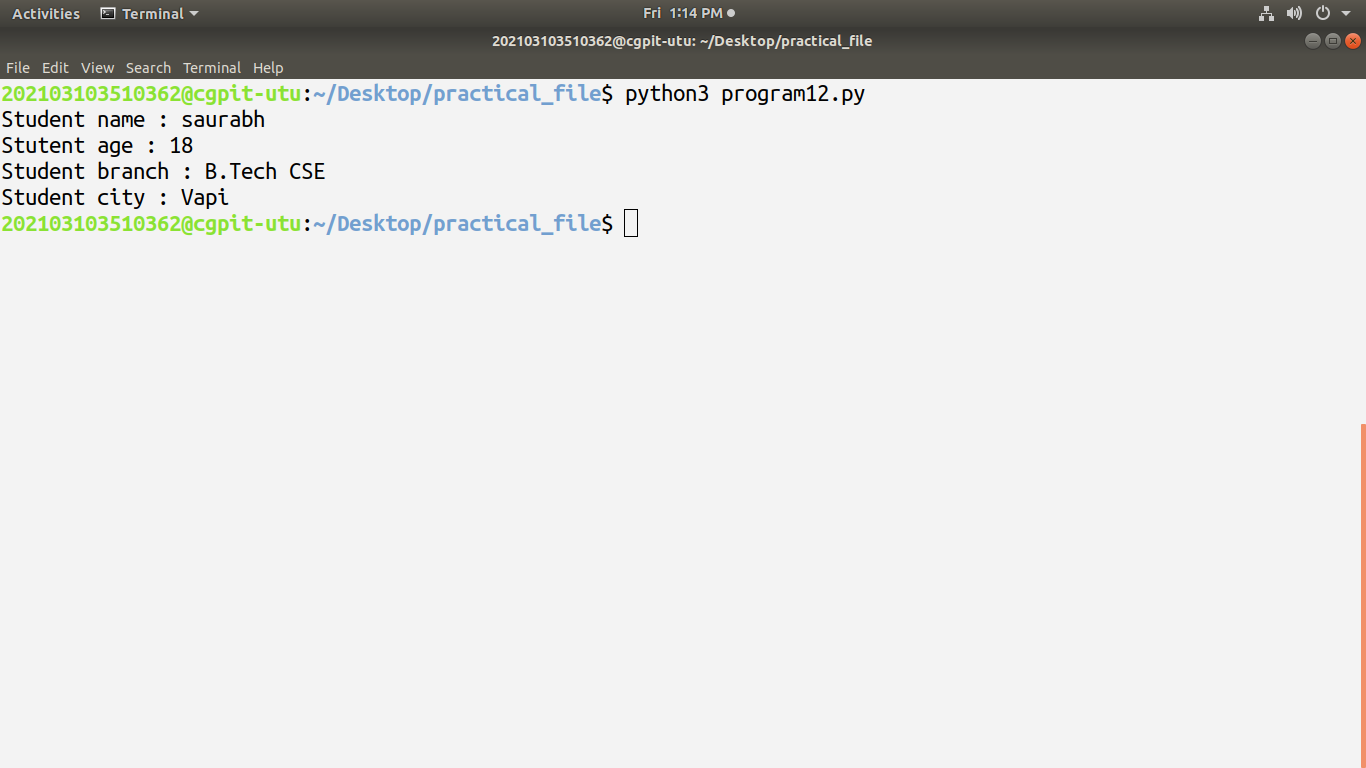 Activities Terminal Fri 1:14 PM
202103103510362@cgpit-utu: ~/Desktop/practical_file
File Edit View Search Terminal Help
202103103510362@cgpit-utu:~/Desktop/practical_file$ python3 program12.py
Student name : saurabh
Stutent age : 18
Student branch : B.Tech CSE
Student city : Vapi
202103103510362@cgpit-utu:~/Desktop/practical_file$